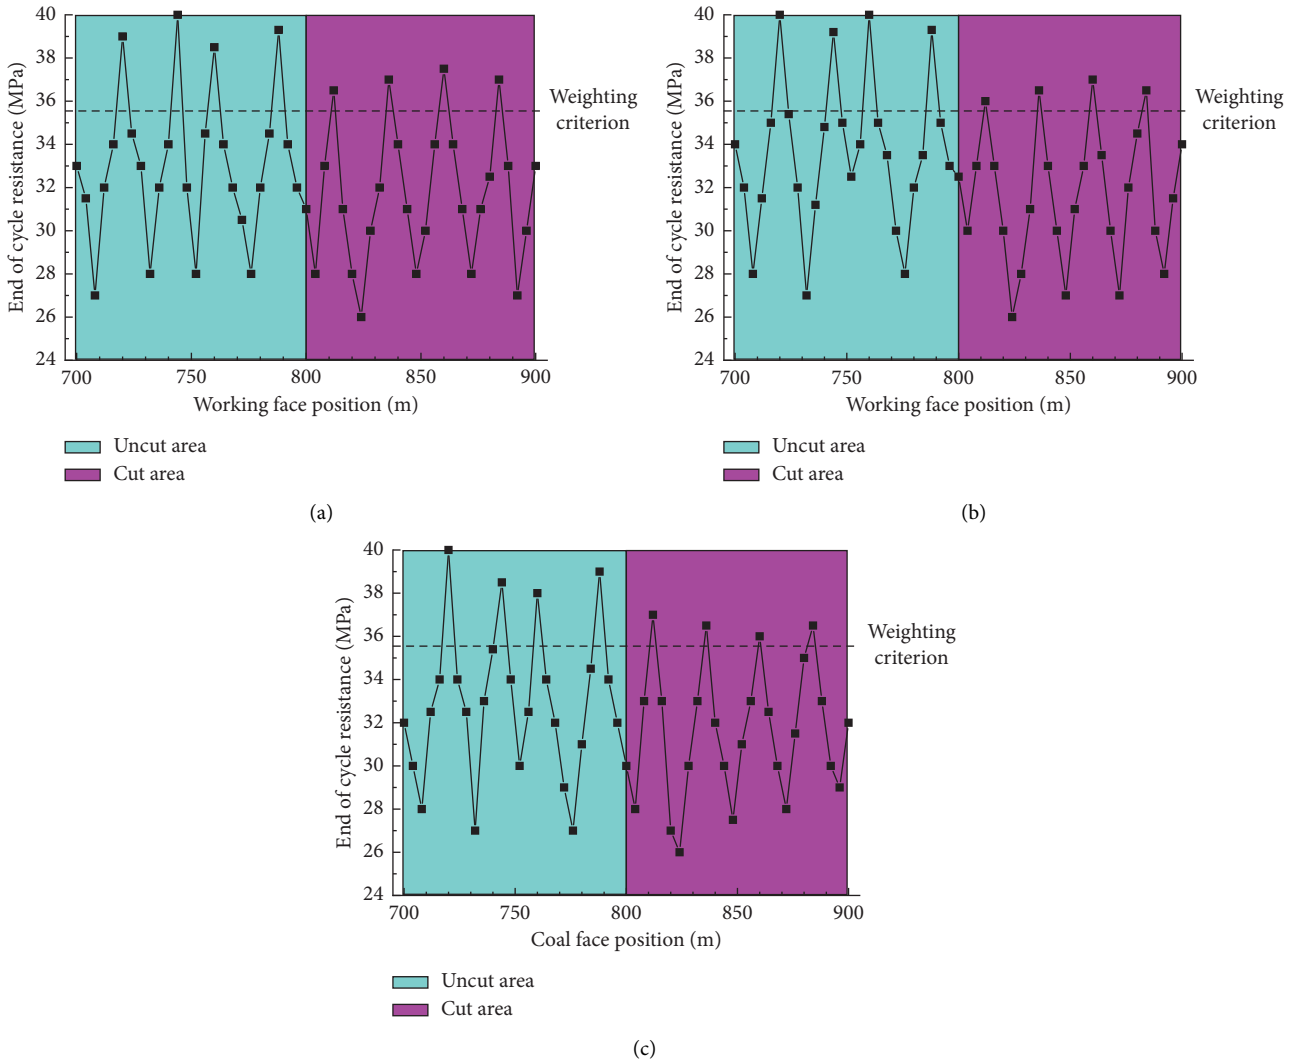 40
38
36
34
32
30
28
26
24
End of cycle resistance (MPa)
700
750
800
850
900
Working face position (m)
Weighting
criterion
Uncut area
Cut area
(a)
40
38
36
34
32
30
28
26
24
End of cycle resistance (MPa)
700
750
800
850
900
Working face position (m)
Weighting
criterion
Uncut area
Cut area
(b)
40
38
36
34
32
30
28
26
24
End of cycle resistance (MPa)
700
750
800
850
900
Coal face position (m)
Weighting
criterion
Uncut area
Cut area
(c)